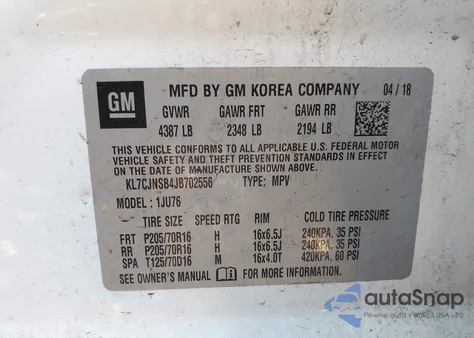 GM
MFD BY GM KOREA COMPANY 04/18
GVWR GAWR FRT GAWR RR
4387 LB 2348 LB 2194 LB
THIS VEHICLE CONFORMS TO ALL APPLICABLE U.S. FEDERAL MOTOR
VEHICLE SAFETY AND THEFT PREVENTION STANDARDS IN
EFFECT ON THE DATE OF MANUFACTURE SHOWN ABOVE.
KL7CJNSB4JB702556 TYPE: MPV
MODEL: 1JU76
TIRE SIZE SPEED RTG RIM COLD TIRE PRESSURE
FRT P205/70R16 H 16x6.5J 240KPA, 35 PSI
RR P205/70R16 H 16x6.5J 240KPA, 35 PSI
SPA T125/70D16 M 16x4.0T 420KPA, 60 PSI
SEE OWNER'S MANUAL FOR MORE INFORMATION
autoSnap